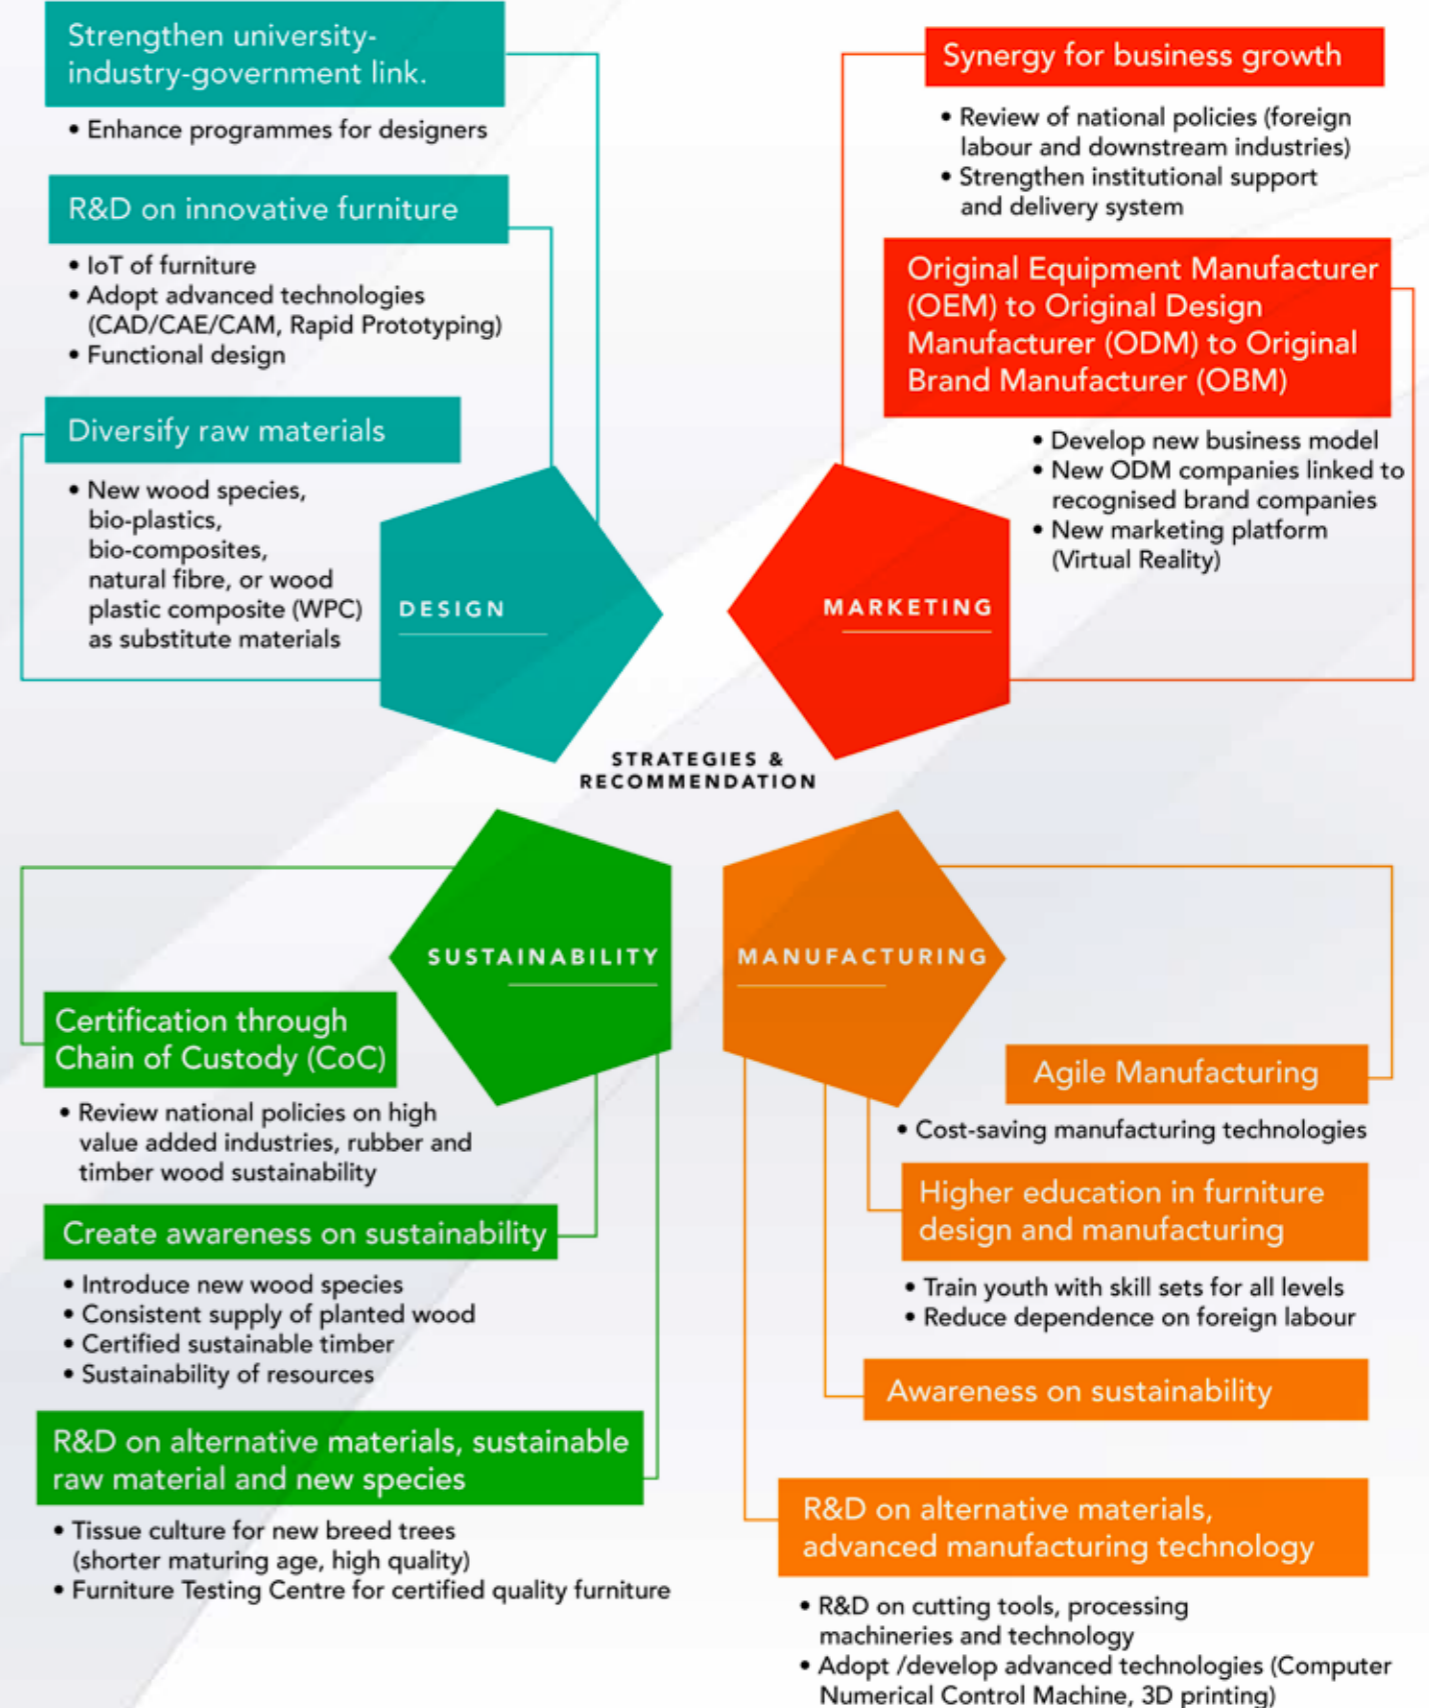 Strengthen university-
industry-government link.
• Enhance programmes for designers
R&D on innovative furniture
• IoT of furniture
• Adopt advanced technologies
(CAD/CAE/CAM, Rapid Prototyping)
• Functional design
Diversify raw materials
• New wood species,
bio-plastics,
bio-composites,
natural fibre, or wood
plastic composite (WPC)
as substitute materials
DESIGN
Synergy for business growth
• Review of national policies (foreign
labour and downstream industries)
• Strengthen institutional support
and delivery system
Original Equipment Manufacturer
(OEM) to Original Design
Manufacturer (ODM) to Original
Brand Manufacturer (OBM)
• Develop new business model
• New ODM companies linked to
recognised brand companies
• New marketing platform
(Virtual Reality)
MARKETING
STRATEGIES &
RECOMMENDATION
SUSTAINABILITY
Certification through
Chain of Custody (CoC)
• Review national policies on high
value added industries, rubber and
timber wood sustainability
Create awareness on sustainability
• Introduce new wood species
• Consistent supply of planted wood
• Certified sustainable timber
• Sustainability of resources
R&D on alternative materials, sustainable
raw material and new species
• Tissue culture for new breed trees
(shorter maturing age, high quality)
• Furniture Testing Centre for certified quality furniture
MANUFACTURING
Agile Manufacturing
• Cost-saving manufacturing technologies
Higher education in furniture
design and manufacturing
• Train youth with skill sets for all levels
• Reduce dependence on foreign labour
Awareness on sustainability
R&D on alternative materials,
advanced manufacturing technology
• R&D on cutting tools, processing
machineries and technology
• Adopt /develop advanced technologies (Computer
Numerical Control Machine, 3D printing)